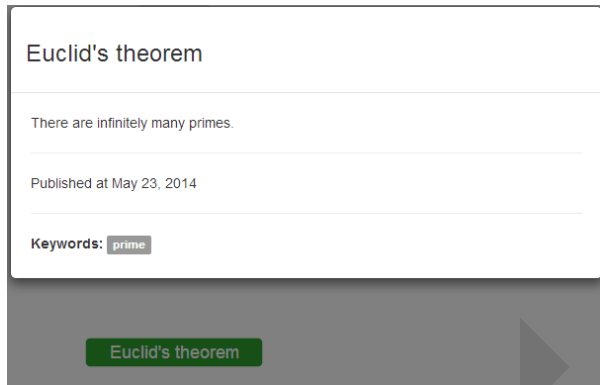 Euclid's theorem
There are infinitely many primes.
Published at May 23, 2014
Keywords: prime
Euclid's theorem